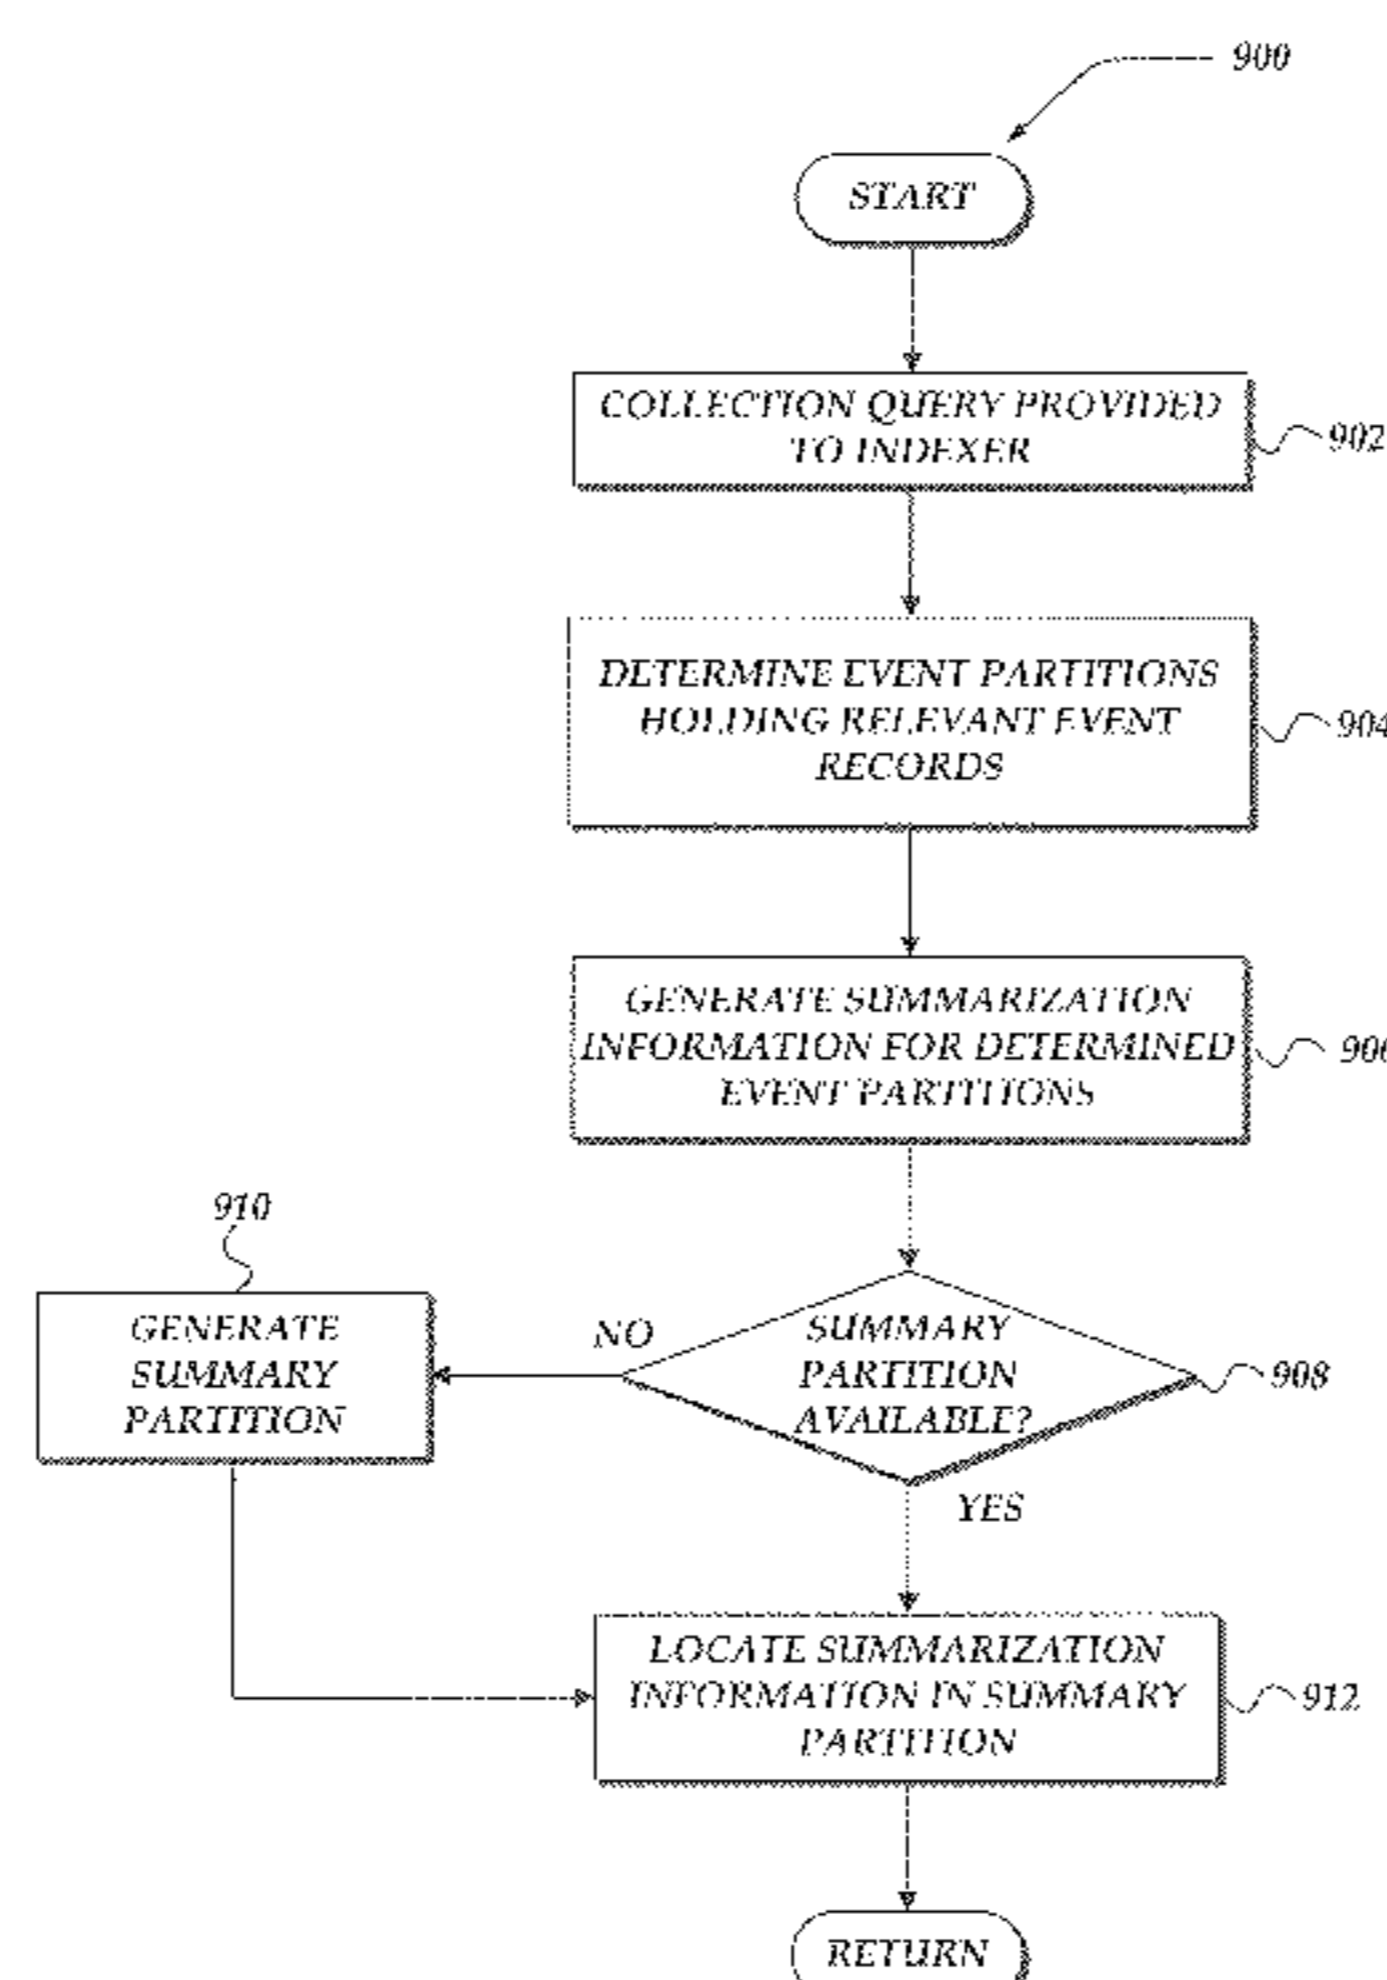 900
START
COLLECTION QUERY PROVIDED
TO INDEXER
902
DETERMINE EVENT PARTITIONS
HOLDING RELEVANT EVENT
RECORDS
904
GENERATE SUMMARIZATION
INFORMATION FOR DETERMINED
EVENT PARTITIONS
910
GENERATE
SUMMARY
PARTITION
NO
SUMMARY
PARTITION
AVAILABLE?
908
YES
LOCATE SUMMARIZATION
INFORMATION IN SUMMARY
PARTITION
912
RETURN